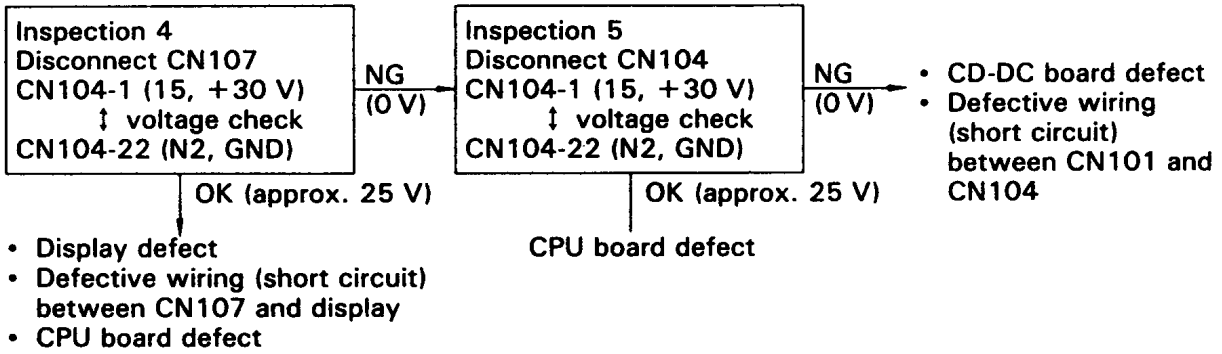 Inspection 4
Disconnect CN107
CN104-1 (15, +30 V)
↕ voltage check
CN104-22 (N2, GND)
NG
(0 V)
Inspection 5
Disconnect CN104
CN104-1 (15, +30 V)
↕ voltage check
CN104-22 (N2, GND)
NG
(0 V)
• CD-DC board defect
• Defective wiring
(short circuit)
between CN101 and
CN104
OK (approx. 25 V)
• Display defect
• Defective wiring (short circuit)
between CN107 and display
• CPU board defect
OK (approx. 25 V)
CPU board defect